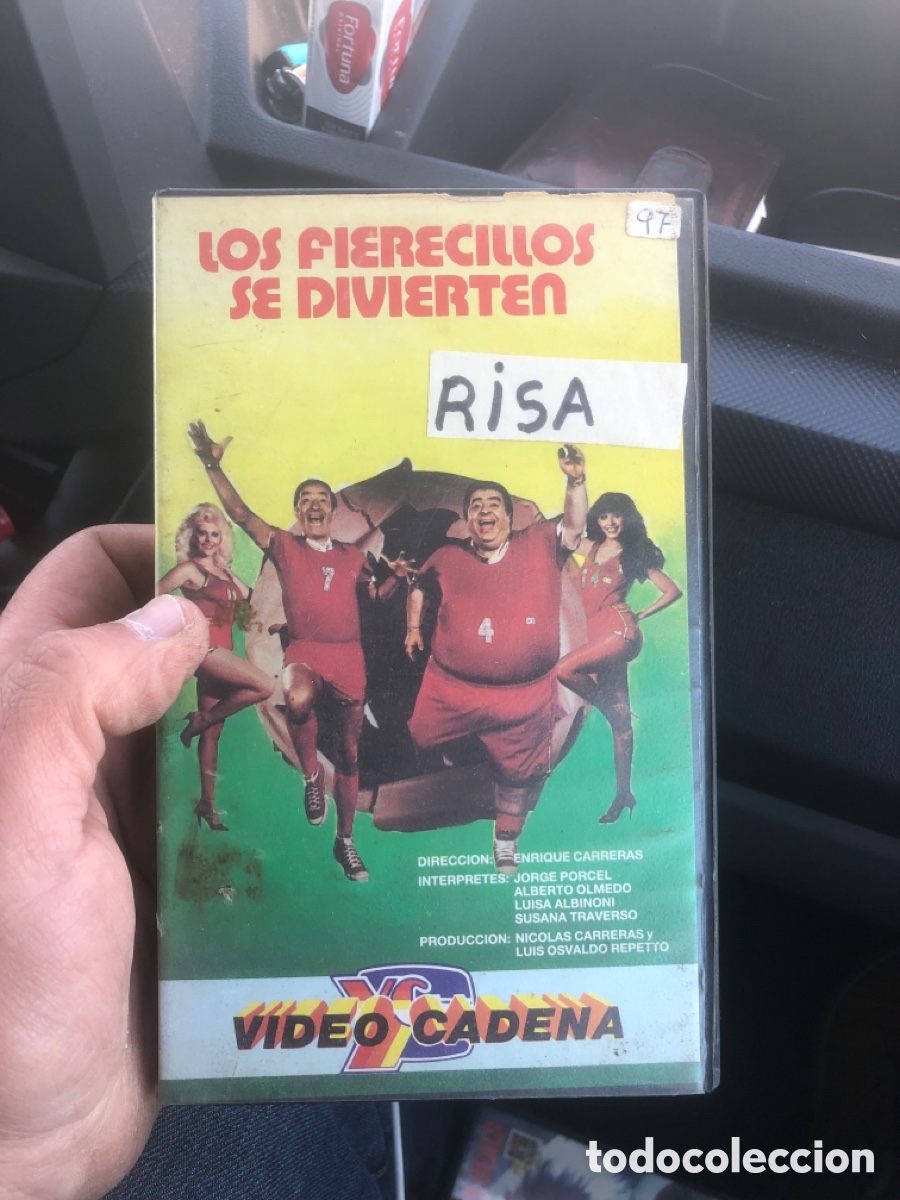 Fortuna
97
LOS FIERECILLOS
SE DIVIERTEN
RISA
7
4
DIRECCION: ENRIQUE CARRERAS
INTERPRETES: JORGE PORCEL
ALBERTO OLMEDO
LUISA ALBINONI
SUSANA TRAVERSO
PRODUCCION: NICOLAS CARRERAS y
LUIS OSVALDO REPETTO
VIDEO CADENA
todocoleccion